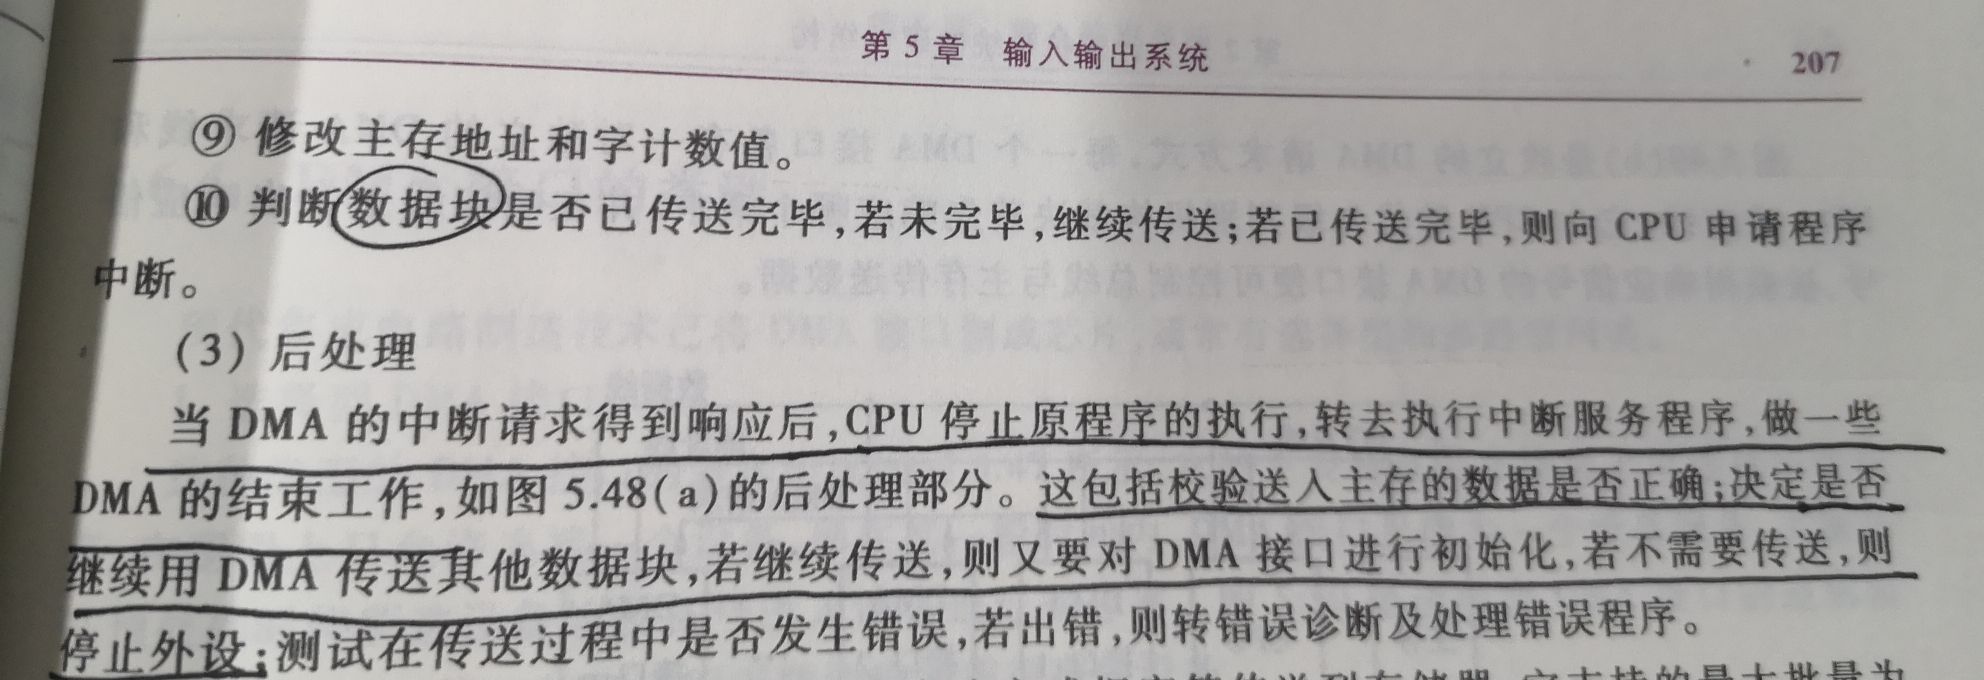 第 5 章 输入输出系统 207
⑨ 修改主存地址和字计数值。
⑩ 判断数据块是否已传送完毕,若未完毕,继续传送;若已传送完毕,则向 CPU 申请程序
中断。
(3) 后处理
当 DMA 的中断请求得到响应后,CPU 停止原程序的执行,转去执行中断服务程序,做一些
DMA 的结束工作,如图 5.48(a)的后处理部分。这包括校验送入主存的数据是否正确;决定是否
继续用 DMA 传送其他数据块,若继续传送,则又要对 DMA 接口进行初始化,若不需要传送,则
停止外设;测试在传送过程中是否发生错误,若出错,则转错误诊断及处理错误程序。